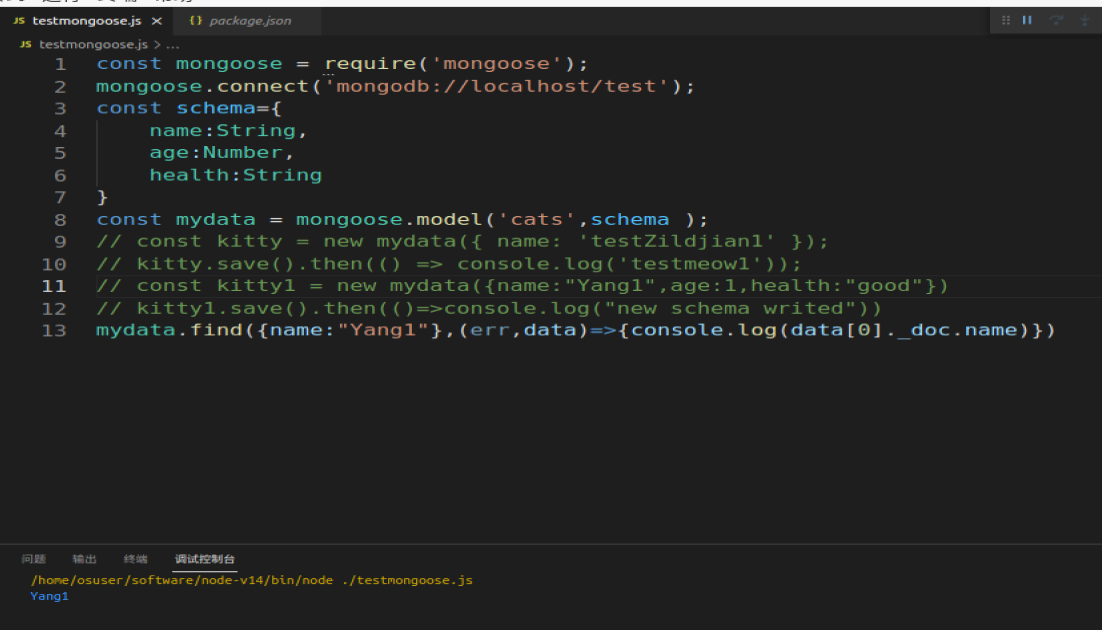 JS testmongoose.js × {} package.json
JS testmongoose.js > ...
1 const mongoose = require('mongoose');
2 mongoose.connect('mongodb://localhost/test');
3 const schema={
4     name:String,
5     age:Number,
6     health:String
7 }
8 const mydata = mongoose.model('cats',schema );
9 // const kitty = new mydata({ name: 'testZildjian1' });
10 // kitty.save().then(() => console.log('testmeow1'));
11 // const kitty1 = new mydata({name:"Yang1",age:1,health:"good"})
12 // kitty1.save().then(()=>console.log("new schema writed"))
13 mydata.find({name:"Yang1"},(err,data)=>{console.log(data[0]._doc.name)})
问题 输出 终端 调试控制台
/home/osuser/software/node-v14/bin/node ./testmongoose.js
Yang1